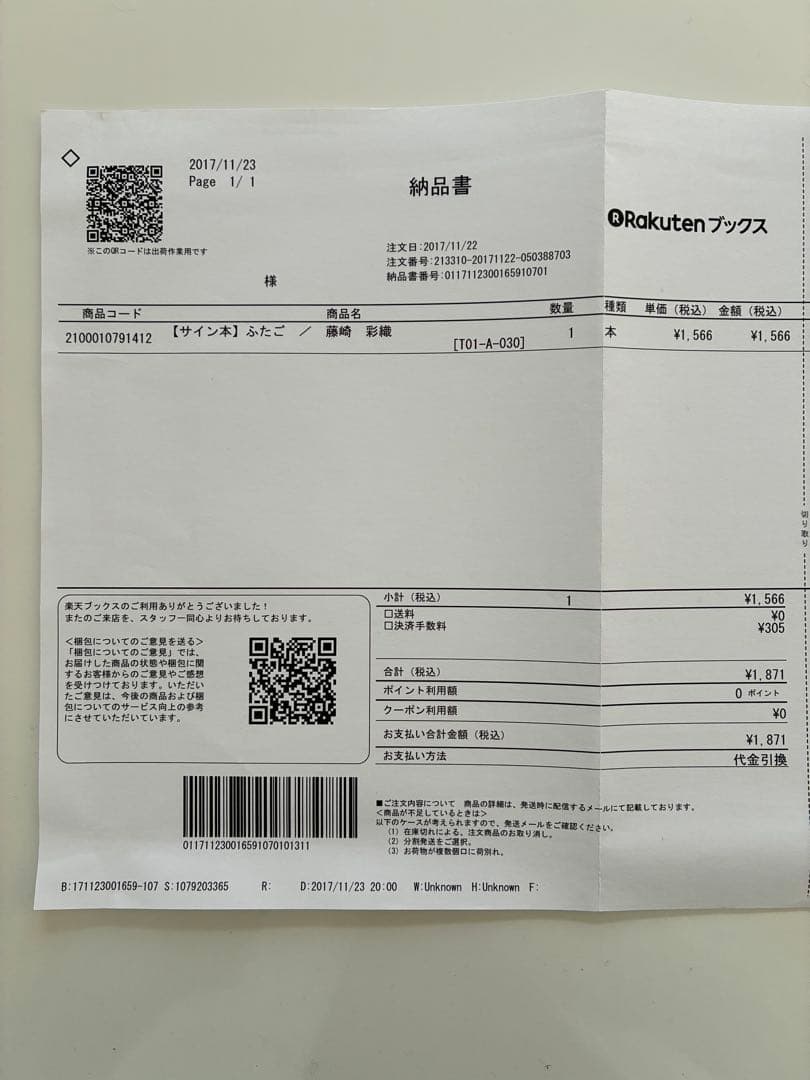 2017/11/23
Page 1/ 1
納品書
®Rakutenブックス
※このQRコードは出荷作業用です
注文日:2017/11/22
注文番号:213310-20171122-050388703
納品書番号:0117112300165910701
様
商品コード 商品名 数量 種類 単価（税込） 金額（税込）
2100010791412 【サイン本】ふたご ／ 藤崎 彩織 [T01-A-030] 1 本 ¥1,566 ¥1,566
切り取り
小計（税込） 1 ¥1,566
□送料 ¥0
□決済手数料 ¥305
合計（税込） ¥1,871
ポイント利用額 0 ポイント
クーポン利用額 ¥0
お支払い合計金額（税込） ¥1,871
お支払い方法 代金引換
楽天ブックスのご利用ありがとうございました！
またのご来店を、スタッフ一同心よりお待ちしております。
＜梱包についてのご意見を送る＞
「梱包についてのご意見」では、
お届けした商品の状態や梱包に関
するお客様からのご意見やご感想
を受けつけております。いただい
たご意見は、今後の商品および梱
包についてのサービス向上の参考
にさせていただいています。
■ご注文内容について 商品の詳細は、発送時に配信するメールにて記載しております。
＜商品が不足しているときは＞
以下のケースが考えられますので、発送メールをご確認ください。
（1）在庫切れによる、注文商品のお取り消し。
（2）分割発送をご選択。
（3）お荷物が複数個口に荷別れ。
011711230016591070101311
B:171123001659-107 S:1079203365 R: D:2017/11/23 20:00 W:Unknown H:Unknown F: